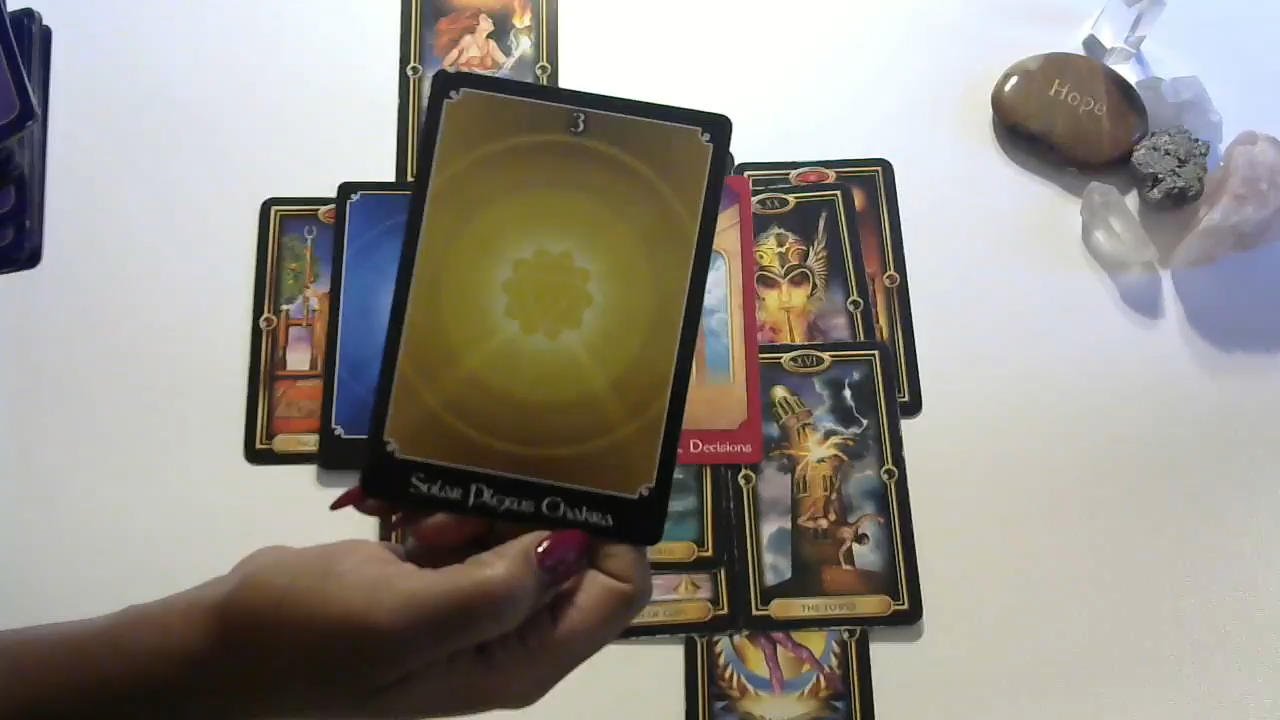 3
Solar Plexus Chakra
Hope
XX
Decisions
XVI
THE TOWER